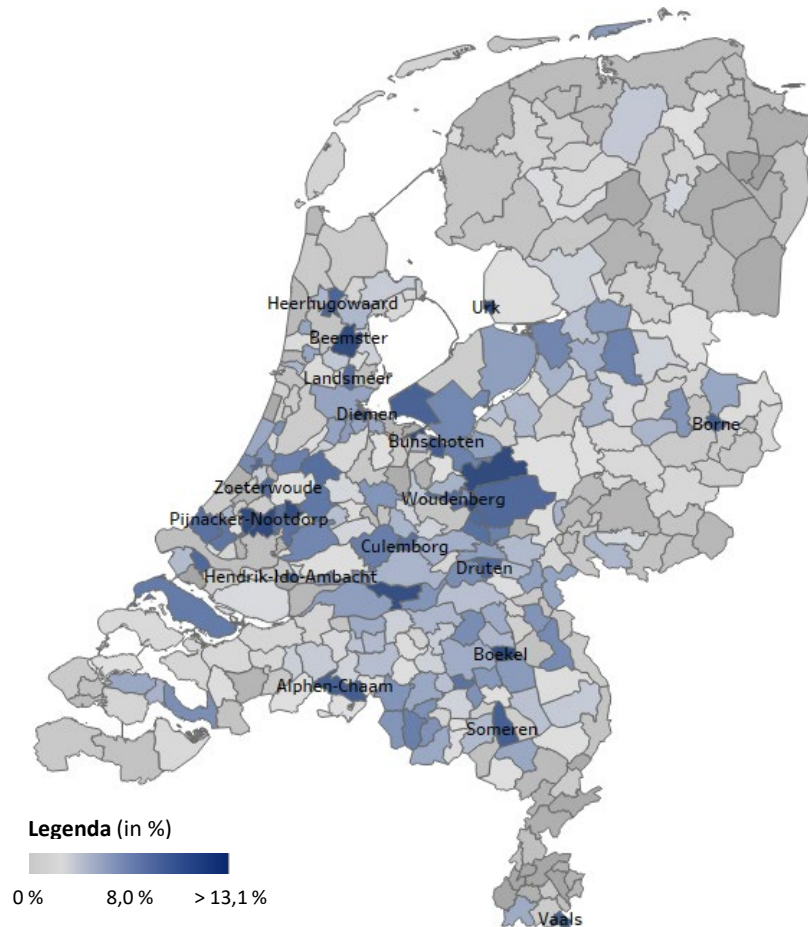 Heerhugowaard
Urk
Beemster
Landsmeer
Diemen
Borne
Bunschoten
Zoeterwoude
Woudenberg
Pijnacker-Nootdorp
Culemborg
Druten
Hendrik-Ido-Ambacht
Boekel
Alphen-Chaam
Someren
Legenda (in %)
0 % 8,0 % > 13,1 %
Vaals